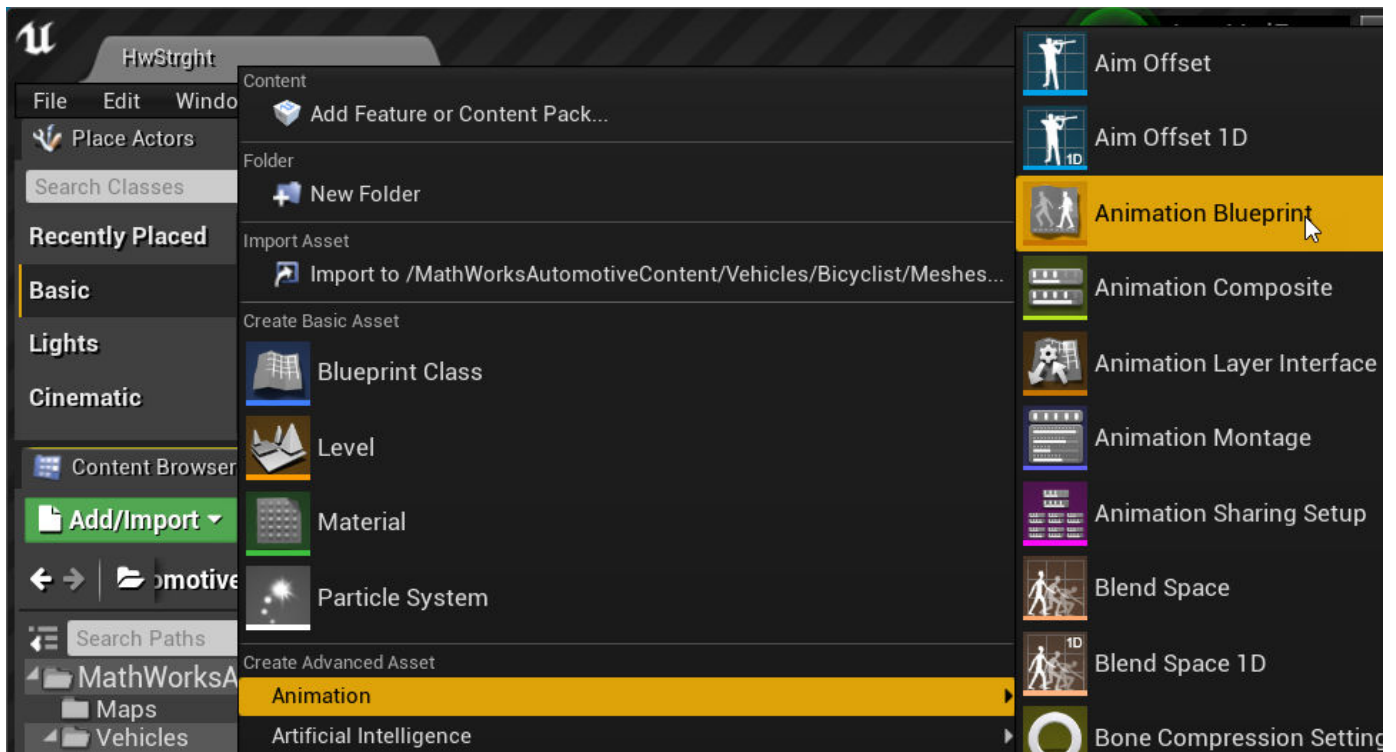 HwStrght
File Edit Windo
Place Actors
Search Classes
Recently Placed
Basic
Lights
Cinematic
Content Browser
Add/Import
omotive
Search Paths
MathWorksA
Maps
Vehicles
Content
Add Feature or Content Pack...
Folder
New Folder
Import Asset
Import to /MathWorksAutomotiveContent/Vehicles/Bicyclist/Meshes...
Create Basic Asset
Blueprint Class
Level
Material
Particle System
Create Advanced Asset
Animation
Artificial Intelligence
Aim Offset
1D
Aim Offset 1D
Animation Blueprint
Animation Composite
Animation Layer Interface
Animation Montage
Animation Sharing Setup
Blend Space
1D
Blend Space 1D
Bone Compression Setting